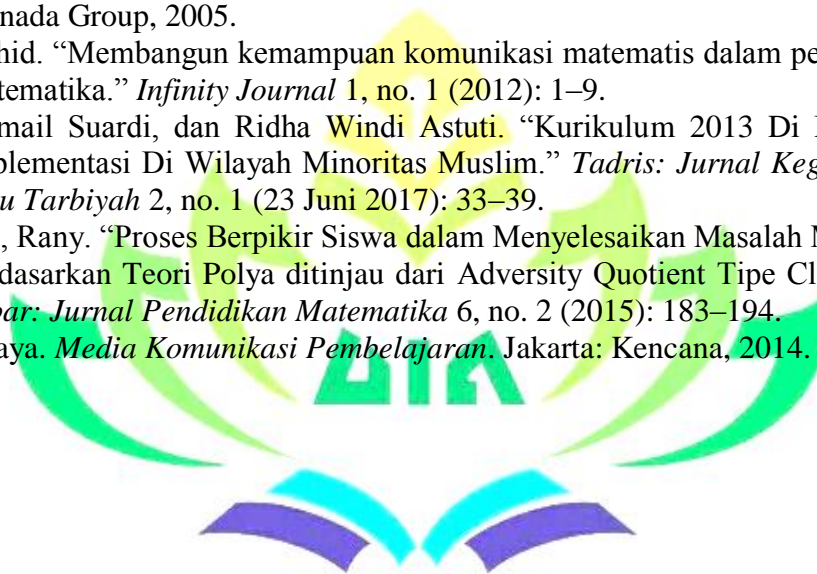 nada Group, 2005.
hid. “Membangun kemampuan komunikasi matematis dalam pe
tematika.” Infinity Journal 1, no. 1 (2012): 1–9.
mail Suardi, dan Ridha Windi Astuti. “Kurikulum 2013 Di
plementasi Di Wilayah Minoritas Muslim.” Tadris: Jurnal Keg
u Tarbiyah 2, no. 1 (23 Juni 2017): 33–39.
, Rany. “Proses Berpikir Siswa dalam Menyelesaikan Masalah M
dasarkan Teori Polya ditinjau dari Adversity Quotient Tipe Cl
bar: Jurnal Pendidikan Matematika 6, no. 2 (2015): 183–194.
aya. Media Komunikasi Pembelajaran. Jakarta: Kencana, 2014.